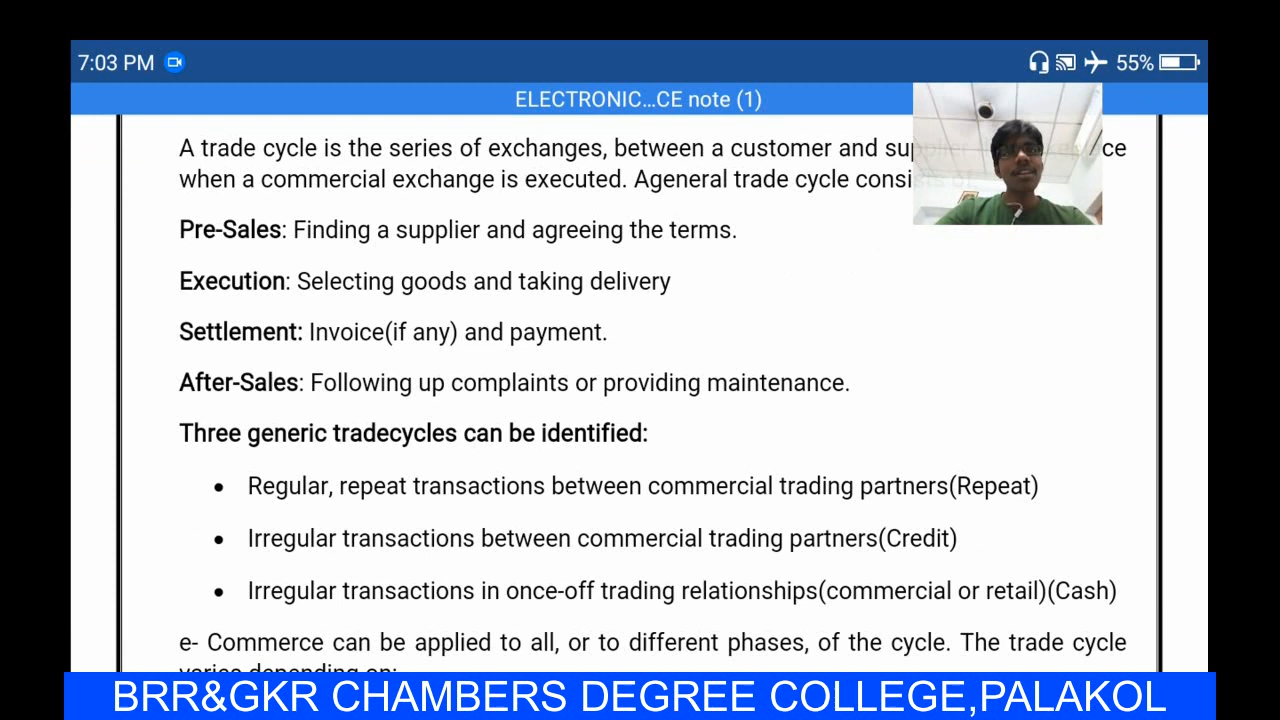 7:03 PM
55%
ELECTRONIC...CE note (1)
A trade cycle is the series of exchanges, between a customer and ce
when a commercial exchange is executed. Ageneral trade cycle
Pre-Sales: Finding a supplier and agreeing the terms.
Execution: Selecting goods and taking delivery
Settlement: Invoice(if any) and payment.
After-Sales: Following up complaints or providing maintenance.
Three generic tradecycles can be identified:
• Regular, repeat transactions between commercial trading partners(Repeat)
• Irregular transactions between commercial trading partners(Credit)
• Irregular transactions in once-off trading relationships(commercial or retail)(Cash)
e- Commerce can be applied to all, or to different phases, of the cycle. The trade cycle
varies depending on:
BRR&GKR CHAMBERS DEGREE COLLEGE,PALAKOL